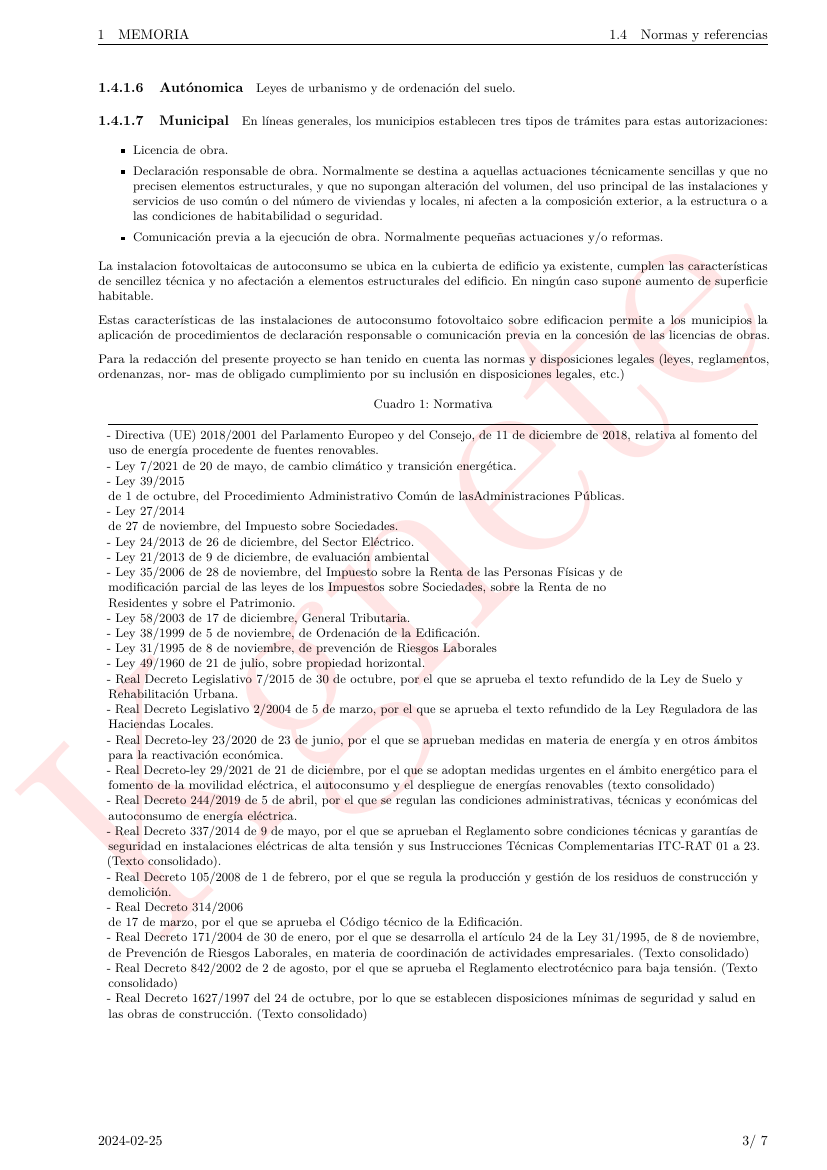 1 MEMORIA 1.4 Normas y referencias
1.4.1.6 Autónomica Leyes de urbanismo y de ordenación del suelo.
1.4.1.7 Municipal En líneas generales, los municipios establecen tres tipos de trámites para estas autorizaciones:
▪ Licencia de obra.
▪ Declaración responsable de obra. Normalmente se destina a aquellas actuaciones técnicamente sencillas y que no
precisen elementos estructurales, y que no supongan alteración del volumen, del uso principal de las instalaciones y
servicios de uso común o del número de viviendas y locales, ni afecten a la composición exterior, a la estructura o a
las condiciones de habitabilidad o seguridad.
▪ Comunicación previa a la ejecución de obra. Normalmente pequeñas actuaciones y/o reformas.
La instalacion fotovoltaicas de autoconsumo se ubica en la cubierta de edificio ya existente, cumplen las características
de sencillez técnica y no afectación a elementos estructurales del edificio. En ningún caso supone aumento de superficie
habitable.
Estas características de las instalaciones de autoconsumo fotovoltaico sobre edificacion permite a los municipios la
aplicación de procedimientos de declaración responsable o comunicación previa en la concesión de las licencias de obras.
Para la redacción del presente proyecto se han tenido en cuenta las normas y disposiciones legales (leyes, reglamentos,
ordenanzas, nor- mas de obligado cumplimiento por su inclusión en disposiciones legales, etc.)
Cuadro 1: Normativa
- Directiva (UE) 2018/2001 del Parlamento Europeo y del Consejo, de 11 de diciembre de 2018, relativa al fomento del
uso de energía procedente de fuentes renovables.
- Ley 7/2021 de 20 de mayo, de cambio climático y transición energética.
- Ley 39/2015
de 1 de octubre, del Procedimiento Administrativo Común de lasAdministraciones Públicas.
- Ley 27/2014
de 27 de noviembre, del Impuesto sobre Sociedades.
- Ley 24/2013 de 26 de diciembre, del Sector Eléctrico.
- Ley 21/2013 de 9 de diciembre, de evaluación ambiental
- Ley 35/2006 de 28 de noviembre, del Impuesto sobre la Renta de las Personas Físicas y de
modificación parcial de las leyes de los Impuestos sobre Sociedades, sobre la Renta de no
Residentes y sobre el Patrimonio.
- Ley 58/2003 de 17 de diciembre, General Tributaria.
- Ley 38/1999 de 5 de noviembre, de Ordenación de la Edificación.
- Ley 31/1995 de 8 de noviembre, de prevención de Riesgos Laborales
- Ley 49/1960 de 21 de julio, sobre propiedad horizontal.
- Real Decreto Legislativo 7/2015 de 30 de octubre, por el que se aprueba el texto refundido de la Ley de Suelo y
Rehabilitación Urbana.
- Real Decreto Legislativo 2/2004 de 5 de marzo, por el que se aprueba el texto refundido de la Ley Reguladora de las
Haciendas Locales.
- Real Decreto-ley 23/2020 de 23 de junio, por el que se aprueban medidas en materia de energía y en otros ámbitos
para la reactivación económica.
- Real Decreto-ley 29/2021 de 21 de diciembre, por el que se adoptan medidas urgentes en el ámbito energético para el
fomento de la movilidad eléctrica, el autoconsumo y el despliegue de energías renovables (texto consolidado)
- Real Decreto 244/2019 de 5 de abril, por el que se regulan las condiciones administrativas, técnicas y económicas del
autoconsumo de energía eléctrica.
- Real Decreto 337/2014 de 9 de mayo, por el que se aprueban el Reglamento sobre condiciones técnicas y garantías de
seguridad en instalaciones eléctricas de alta tensión y sus Instrucciones Técnicas Complementarias ITC-RAT 01 a 23.
(Texto consolidado).
- Real Decreto 105/2008 de 1 de febrero, por el que se regula la producción y gestión de los residuos de construcción y
demolición.
- Real Decreto 314/2006
de 17 de marzo, por el que se aprueba el Código técnico de la Edificación.
- Real Decreto 171/2004 de 30 de enero, por el que se desarrolla el artículo 24 de la Ley 31/1995, de 8 de noviembre,
de Prevención de Riesgos Laborales, en materia de coordinación de actividades empresariales. (Texto consolidado)
- Real Decreto 842/2002 de 2 de agosto, por el que se aprueba el Reglamento electrotécnico para baja tensión. (Texto
consolidado)
- Real Decreto 1627/1997 del 24 de octubre, por lo que se establecen disposiciones mínimas de seguridad y salud en
las obras de construcción. (Texto consolidado)
2024-02-25 3/ 7